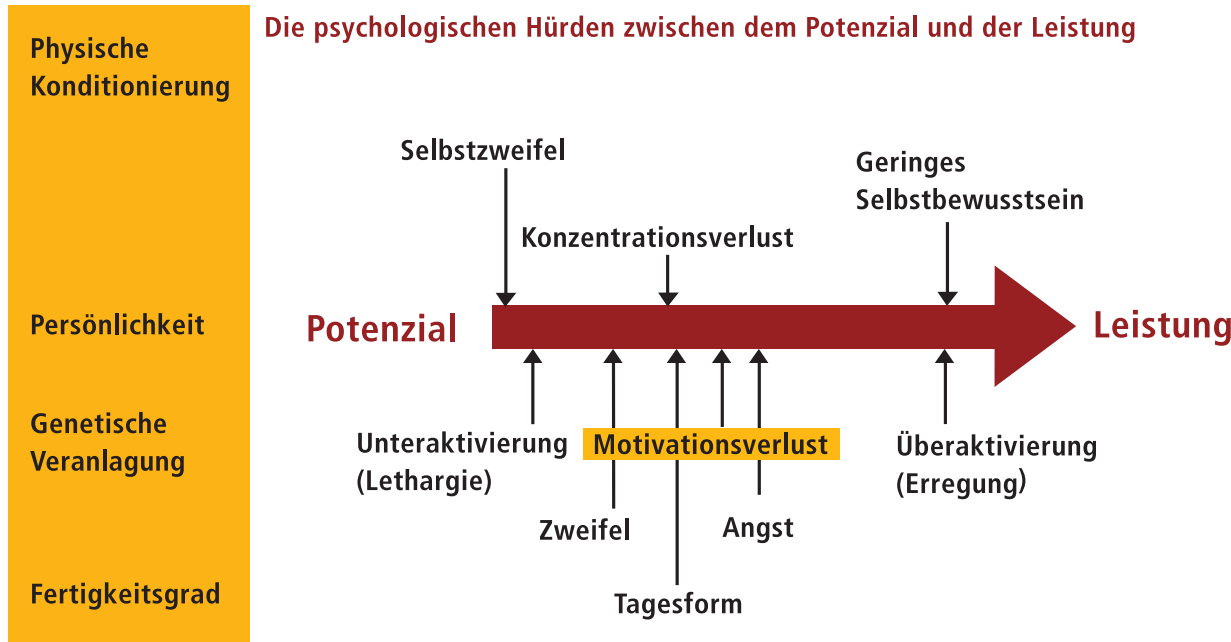 Die psychologischen Hürden zwischen dem Potenzial und der Leistung
Physische
Konditionierung
Persönlichkeit
Genetische
Veranlagung
Fertigkeitsgrad
Selbstzweifel
Konzentrationsverlust
Geringes
Selbstbewusstsein
Potenzial
Leistung
Unteraktivierung
(Lethargie)
Motivationsverlust
Überaktivierung
(Erregung)
Zweifel
Angst
Tagesform